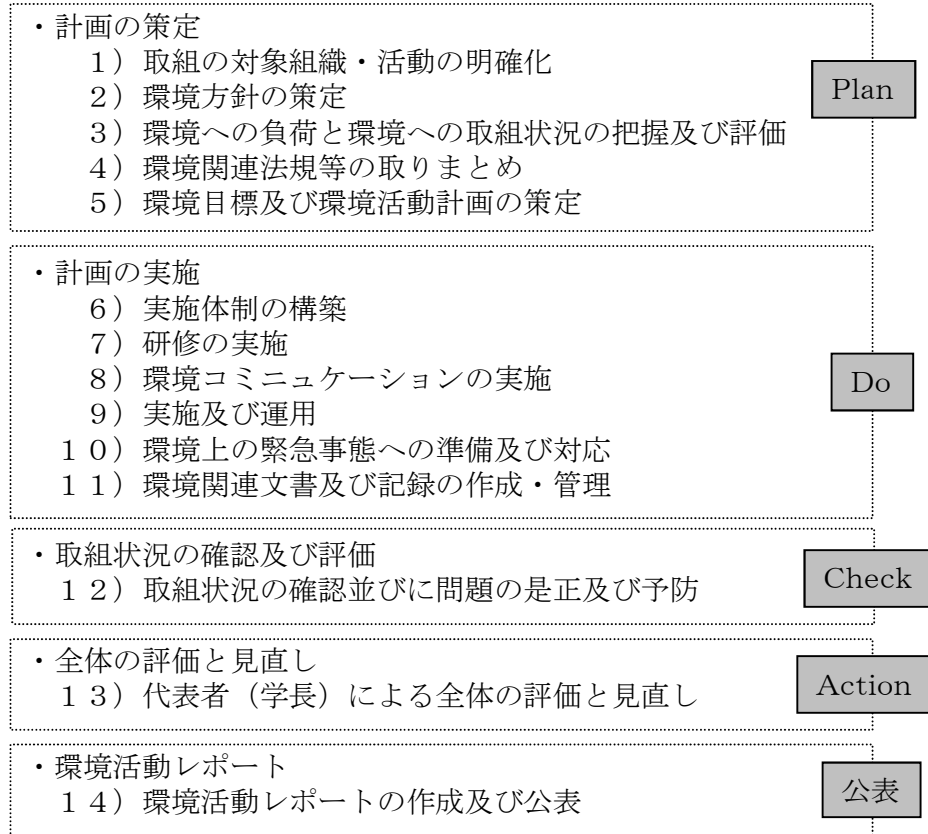 ・計画の策定
1）取組の対象組織・活動の明確化
2）環境方針の策定
Plan
3）環境への負荷と環境への取組状況の把握及び評価
4）環境関連法規等の取りまとめ
5）環境目標及び環境活動計画の策定
・計画の実施
6）実施体制の構築
7）研修の実施
8）環境コミニュケーションの実施
Do
9）実施及び運用
10）環境上の緊急事態への準備及び対応
11）環境関連文書及び記録の作成・管理
・取組状況の確認及び評価
12）取組状況の確認並びに問題の是正及び予防
Check
・全体の評価と見直し
13）代表者（学長）による全体の評価と見直し
Action
・環境活動レポート
14）環境活動レポートの作成及び公表
公表